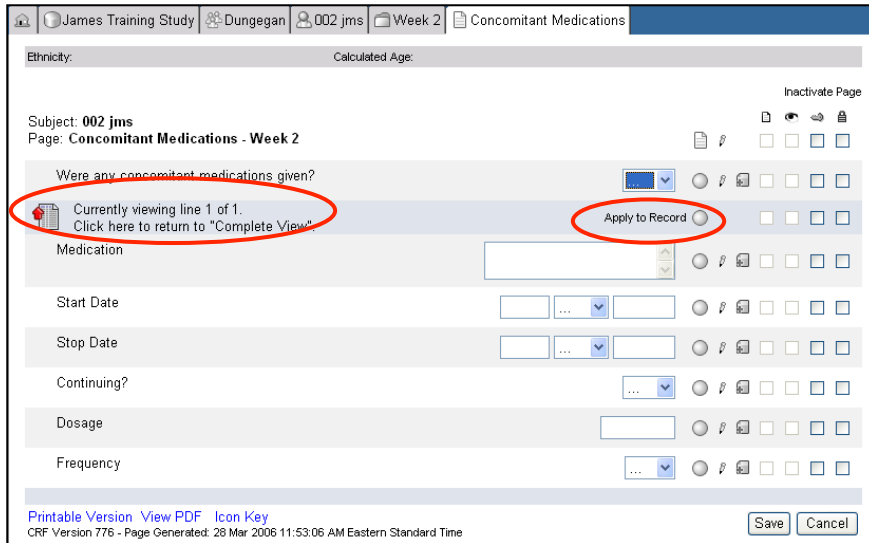 James Training Study Dungegan 002 jms Week 2 Concomitant Medications
Ethnicity: Calculated Age:
Inactivate Page
Subject: 002 jms
Page: Concomitant Medications - Week 2
Were any concomitant medications given? ...
Currently viewing line 1 of 1.
Click here to return to "Complete View".
Apply to Record
Medication
Start Date ...
Stop Date ...
Continuing? ...
Dosage
Frequency ...
Printable Version View PDF Icon Key
CRF Version 776 - Page Generated: 28 Mar 2006 11:53:06 AM Eastern Standard Time
Save Cancel